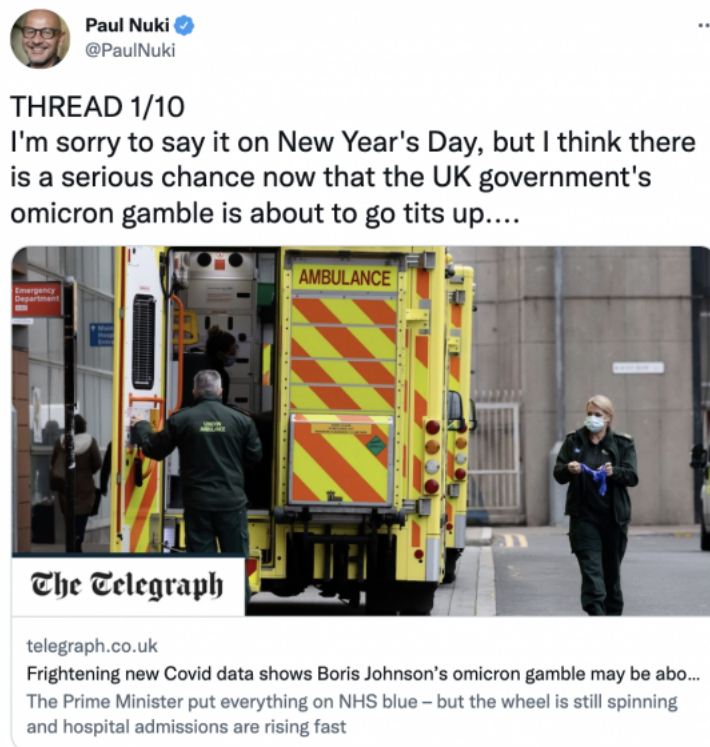 Paul Nuki
@PaulNuki
THREAD 1/10
I'm sorry to say it on New Year's Day, but I think there
is a serious chance now that the UK government's
omicron gamble is about to go tits up....
Emergency
Department
AMBULANCE
LONDON
AMBULANCE
The Telegraph
telegraph.co.uk
Frightening new Covid data shows Boris Johnson's omicron gamble may be abo...
The Prime Minister put everything on NHS blue – but the wheel is still spinning
and hospital admissions are rising fast